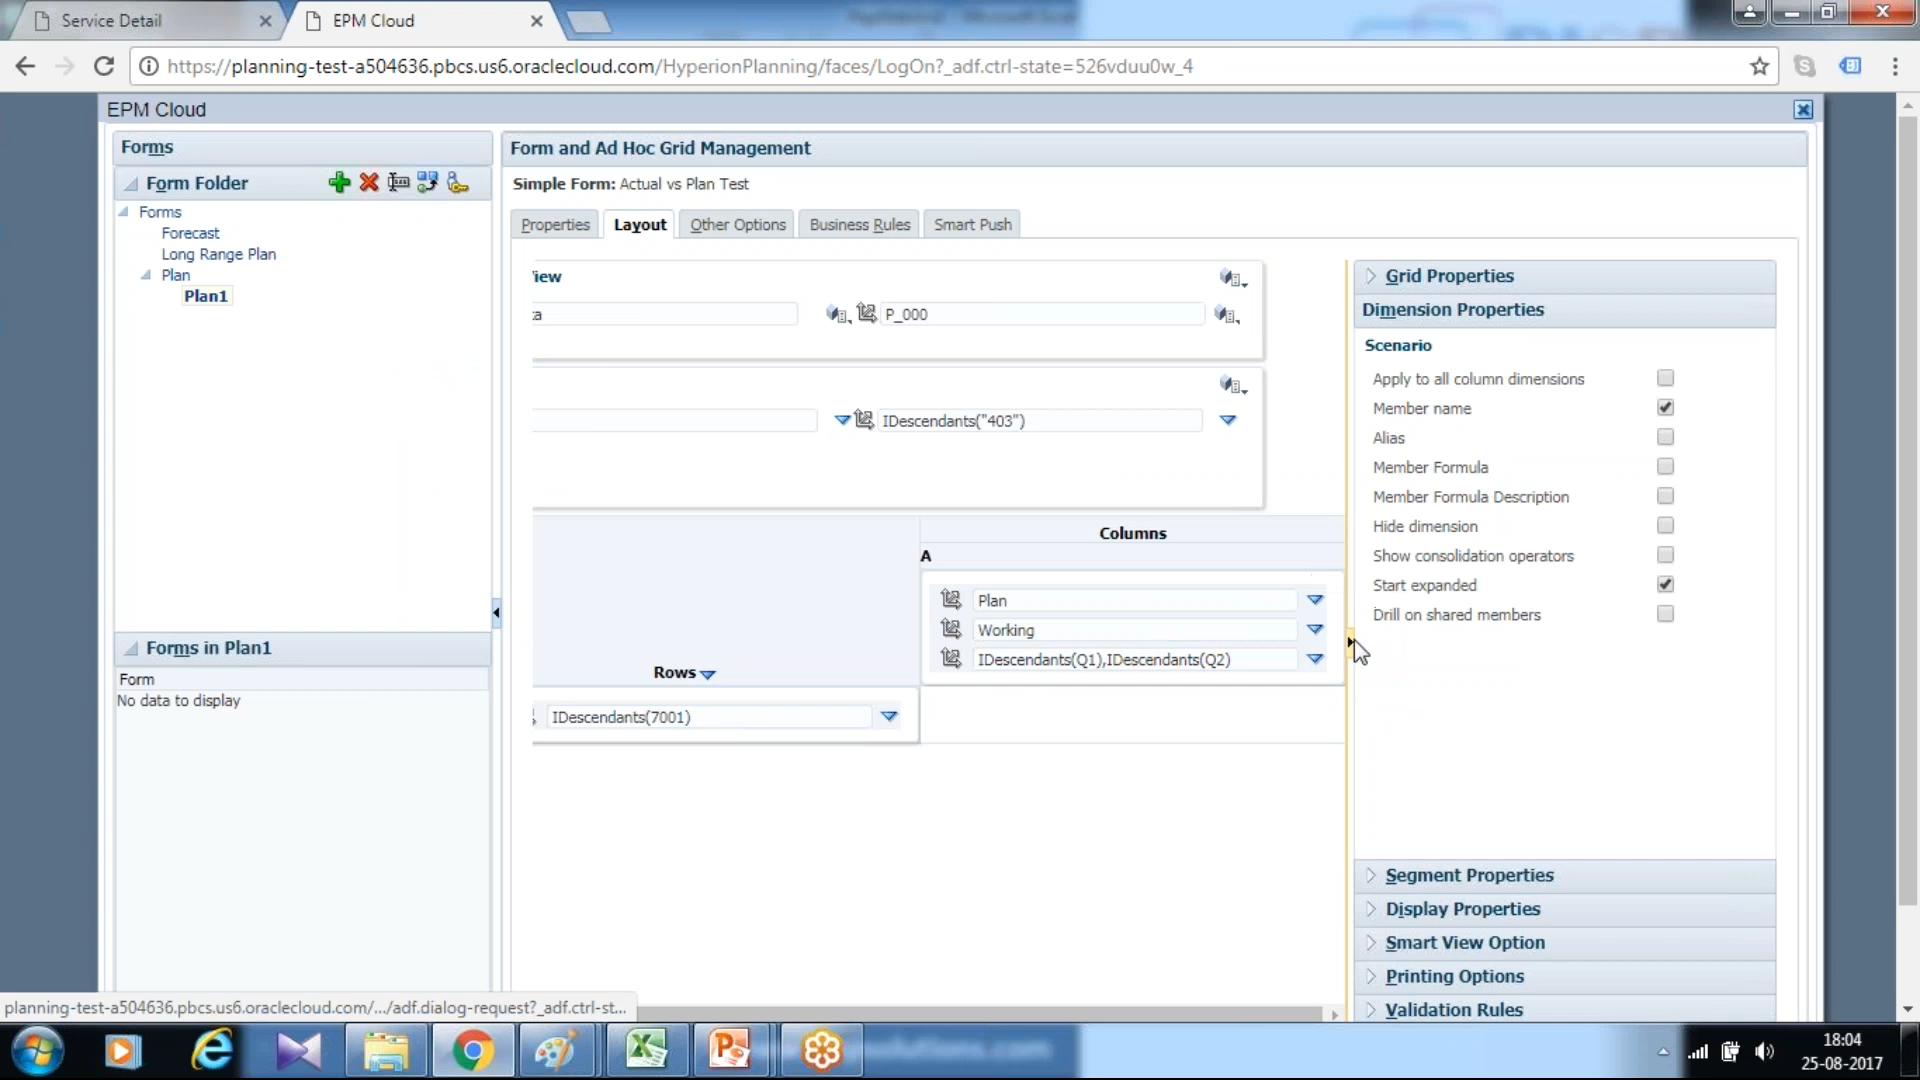 Service Detail
EPM Cloud
https://planning-test-a504636.pbcs.us6.oraclecloud.com/HyperionPlanning/faces/LogOn?_adf.ctrl-state=526vduu0w_4
EPM Cloud
Forms
Form Folder
Forms
Forecast
Long Range Plan
Plan
Plan1
Forms in Plan1
Form
No data to display
Form and Ad Hoc Grid Management
Simple Form: Actual vs Plan Test
Properties
Layout
Other Options
Business Rules
Smart Push
iew
ta
P_000
IDescendants("403")
Columns
A
Plan
Working
IDescendants(Q1),IDescendants(Q2)
Rows
IDescendants(7001)
Grid Properties
Dimension Properties
Scenario
Apply to all column dimensions
Member name
Alias
Member Formula
Member Formula Description
Hide dimension
Show consolidation operators
Start expanded
Drill on shared members
Segment Properties
Display Properties
Smart View Option
Printing Options
Validation Rules
planning-test-a504636.pbcs.us6.oraclecloud.com/.../adf.dialog-request?_adf.ctrl-st...
18:04
25-08-2017